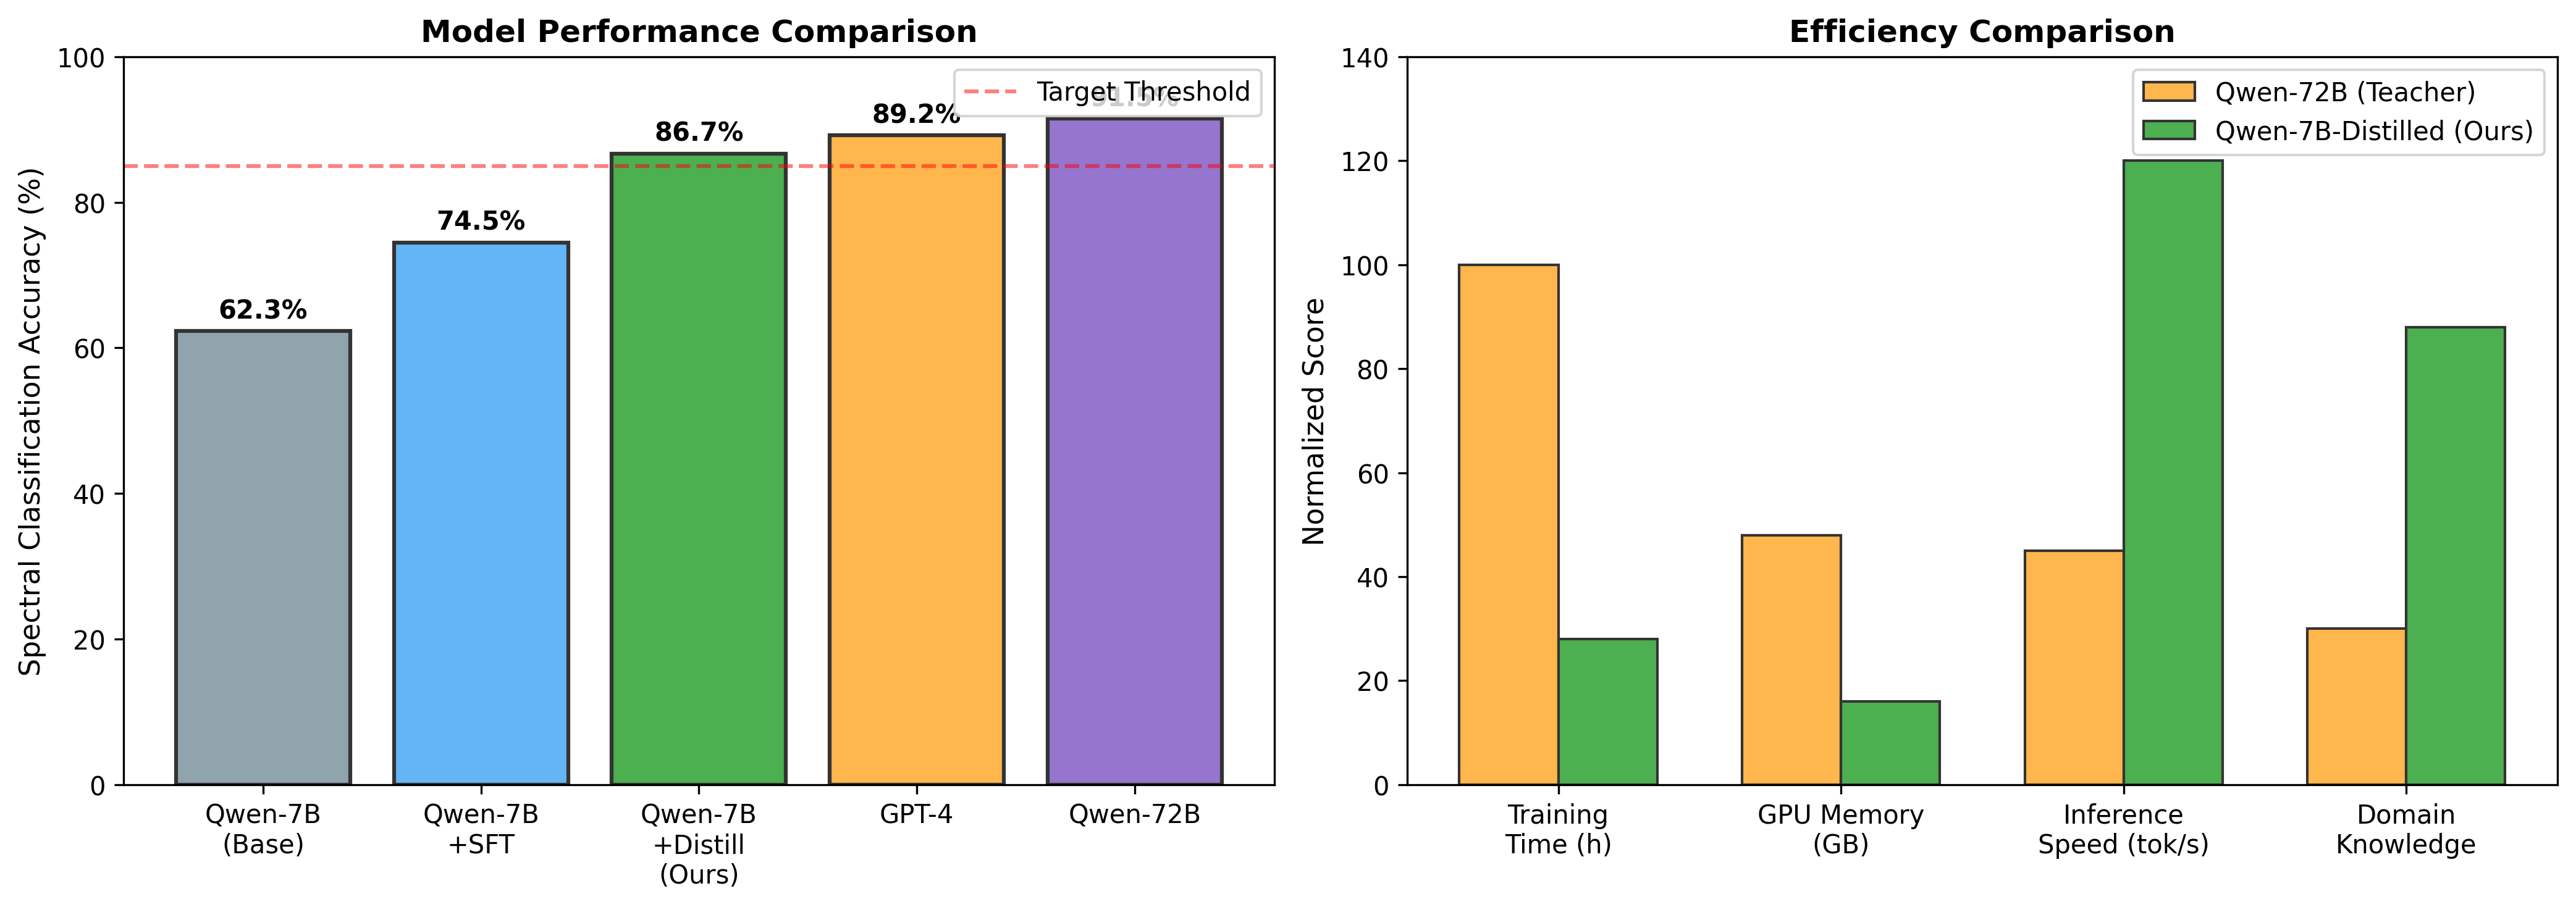 Model Performance Comparison
Spectral Classification Accuracy (%)
100
80
60
40
20
0
Target Threshold
62.3%
74.5%
86.7%
89.2%
91.5%
Qwen-7B
(Base)
Qwen-7B
+SFT
Qwen-7B
+Distill
(Ours)
GPT-4
Qwen-72B
Efficiency Comparison
Normalized Score
140
120
100
80
60
40
20
0
Qwen-72B (Teacher)
Qwen-7B-Distilled (Ours)
Training
Time (h)
GPU Memory
(GB)
Inference
Speed (tok/s)
Domain
Knowledge